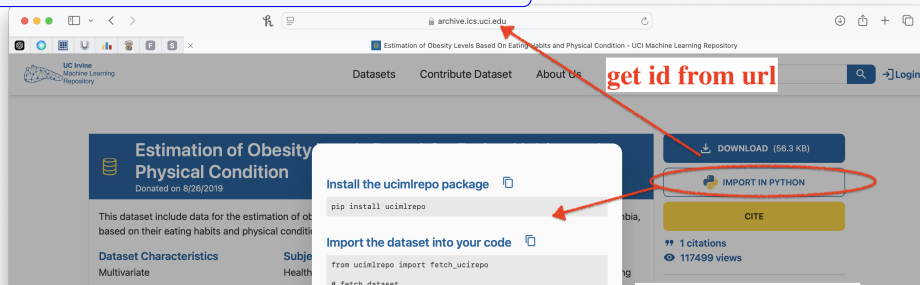 archive.ics.uci.edu
Estimation of Obesity Levels Based On Eating Habits and Physical Condition - UCI Machine Learning Repository
UC Irvine
Machine Learning
Repository
Datasets
Contribute Dataset
About Us
get id from url
Login
Estimation of Obesity
Physical Condition
Donated on 8/26/2019
DOWNLOAD (56.3 KB)
IMPORT IN PYTHON
CITE
1 citations
117499 views
This dataset include data for the estimation of ob
based on their eating habits and physical conditi
Dataset Characteristics
Multivariate
Subje
Health
Install the ucimlrepo package
pip install ucimlrepo
Import the dataset into your code
from ucimlrepo import fetch_ucirepo
# fetch dataset